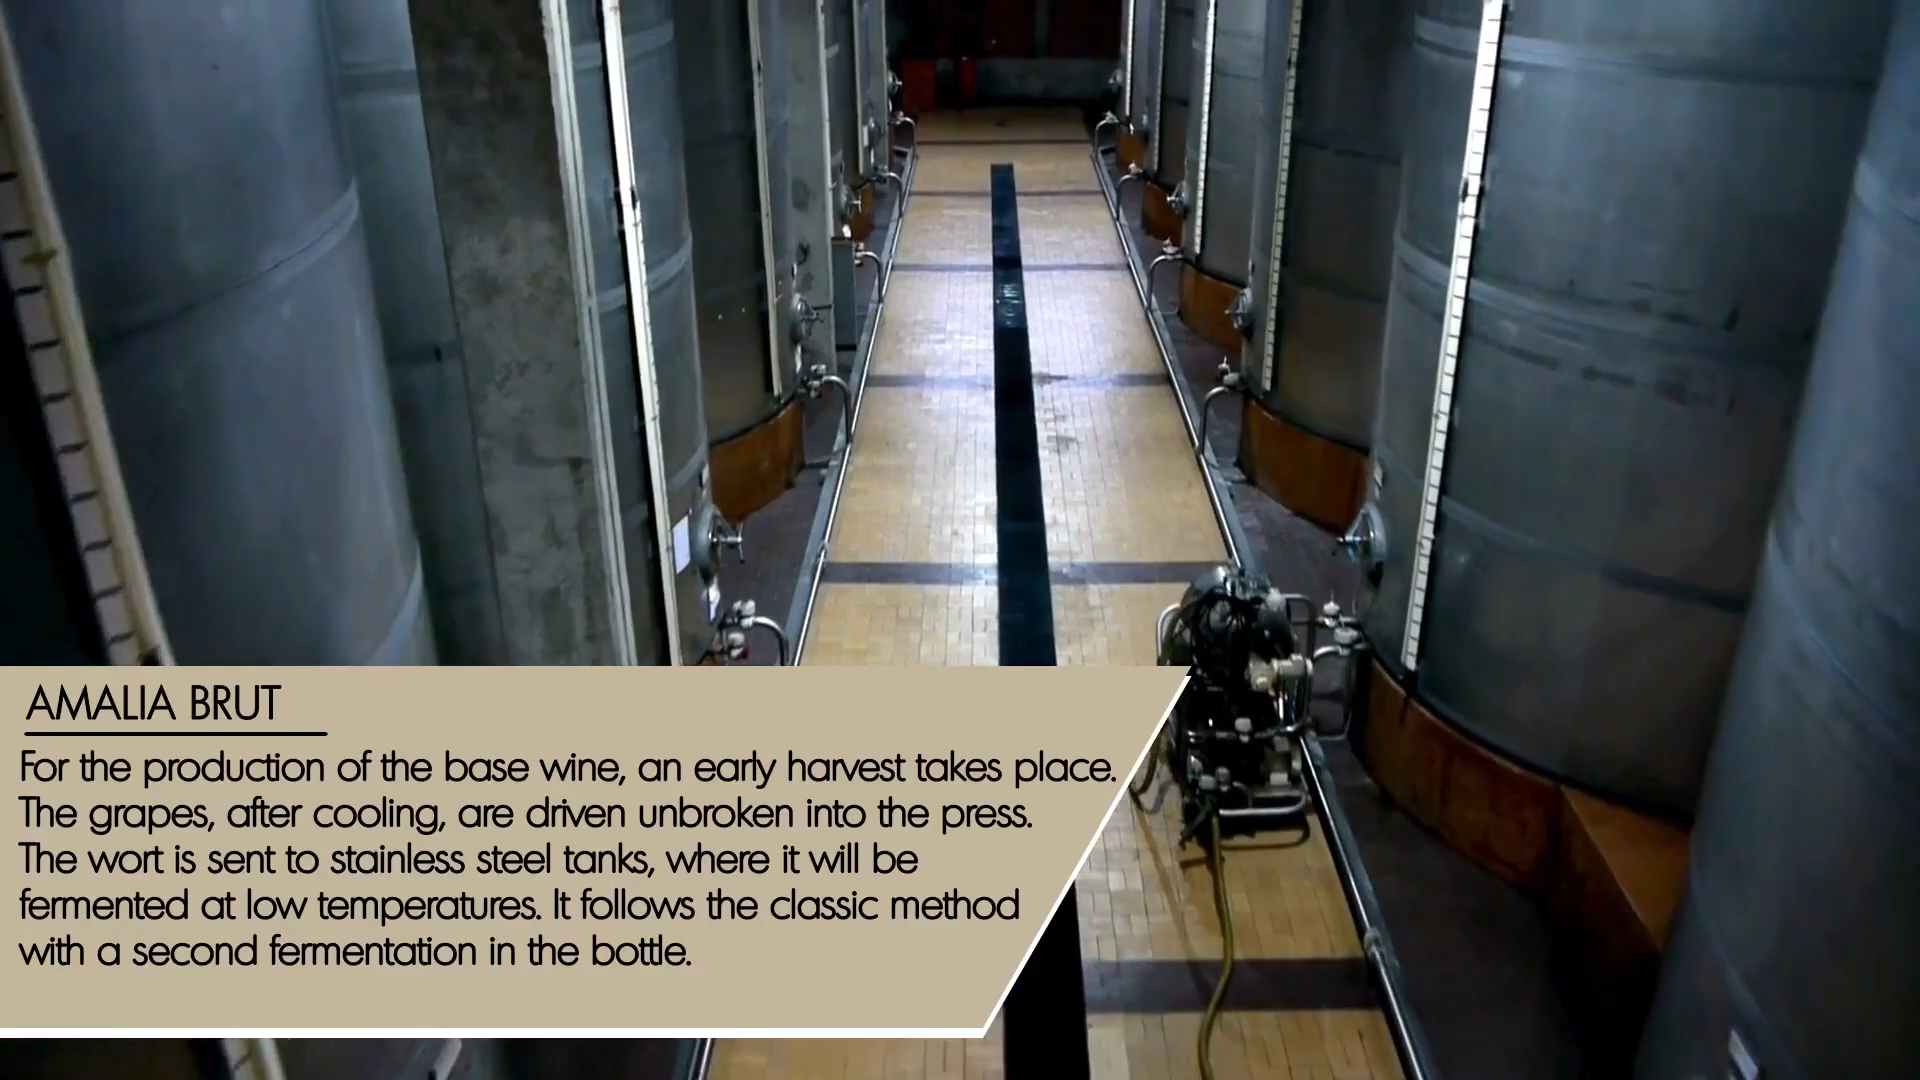 AMALIA BRUT
For the production of the base wine, an early harvest takes place.
The grapes, after cooling, are driven unbroken into the press.
The wort is sent to stainless steel tanks, where it will be
fermented at low temperatures. It follows the classic method
with a second fermentation in the bottle.